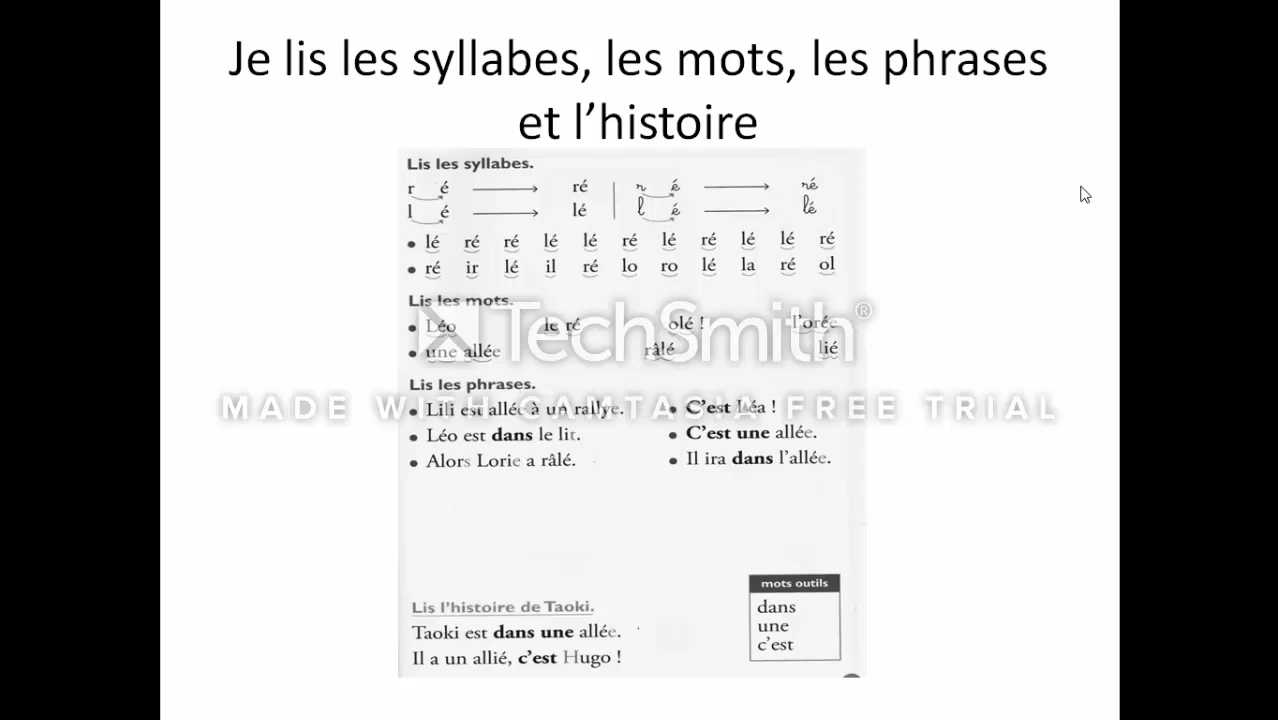 Je lis les syllabes, les mots, les phrases
et l’histoire
Lis les syllabes.
r é → ré | r é → ré
l é → lé | l é → lé
• lé ré ré lé lé ré lé ré lé lé ré
• ré ir lé il ré lo ro lé la ré ol
Lis les mots.
• Léo le ré olé ! l'orée
• une allée râlé lié
TechSmith®
Lis les phrases.
MADE WITH CAMTASIA FREE TRIAL
• Lili est allée à un rallye. • C'est Léa !
• Léo est dans le lit. • C'est une allée.
• Alors Lorie a râlé. • Il ira dans l'allée.
mots outils
dans
une
c'est
Lis l'histoire de Taoki.
Taoki est dans une allée.
Il a un allié, c'est Hugo !